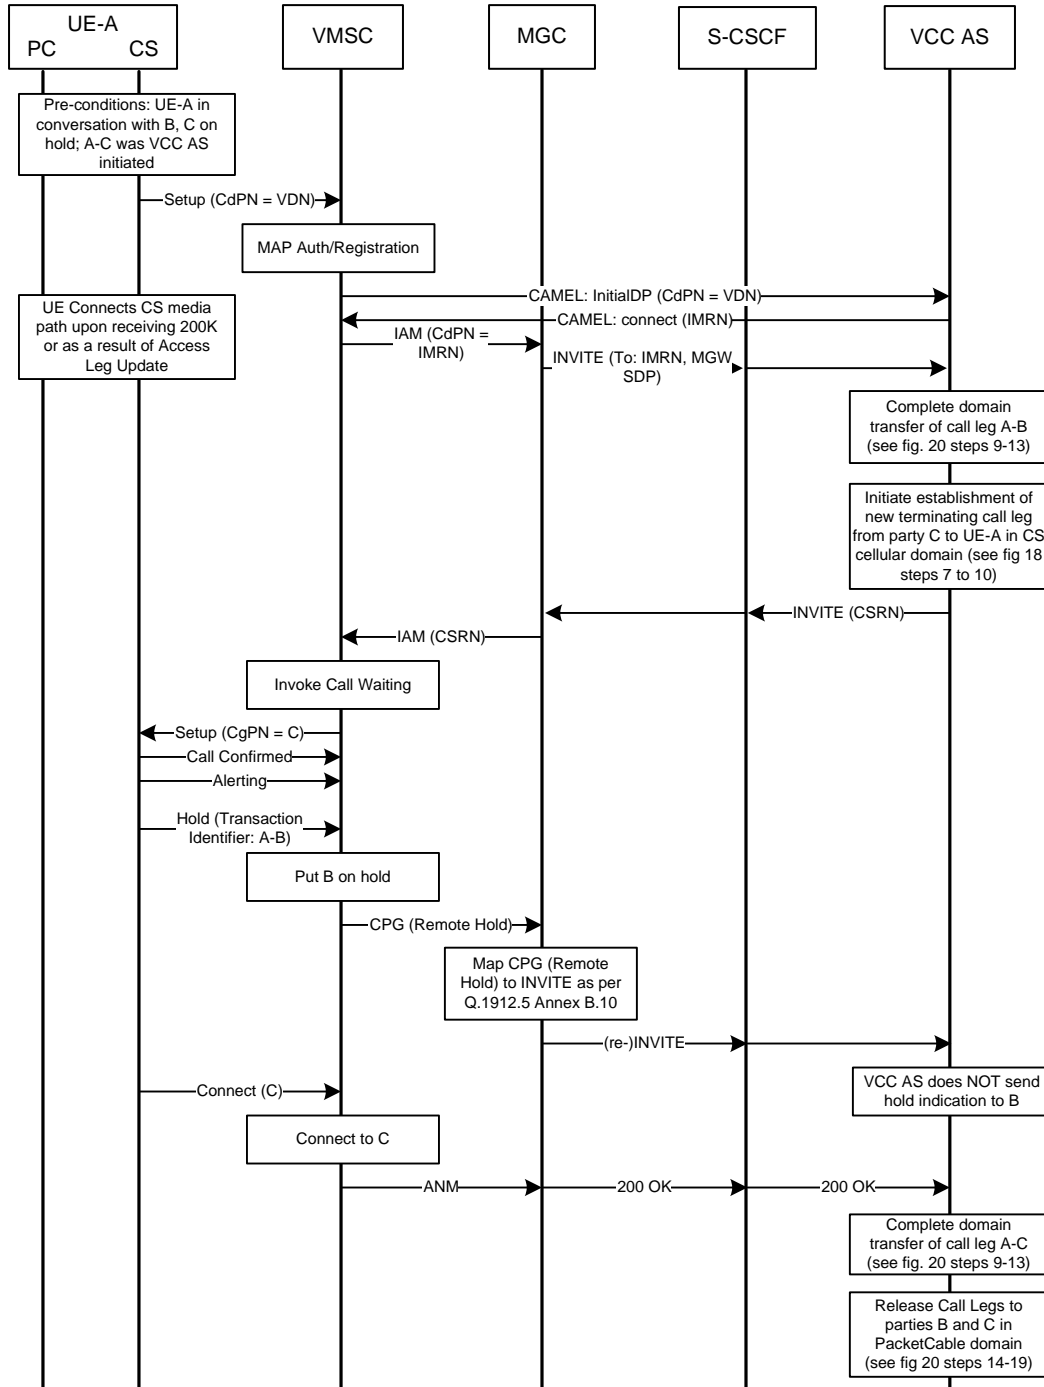 UE-A
PC
CS
VMSC
MGC
S-CSCF
VCC AS
Pre-conditions: UE-A in
conversation with B, C on
hold; A-C was VCC AS
initiated
Setup (CdPN = VDN)
MAP Auth/Registration
CAMEL: InitialDP (CdPN = VDN)
UE Connects CS media
path upon receiving 200K
or as a result of Access
Leg Update
CAMEL: connect (IMRN)
IAM (CdPN =
IMRN)
INVITE (To: IMRN, MGW
SDP)
Complete domain
transfer of call leg A-B
(see fig. 20 steps 9-13)
Initiate establishment of
new terminating call leg
from party C to UE-A in CS
cellular domain (see fig 18
steps 7 to 10)
INVITE (CSRN)
IAM (CSRN)
Invoke Call Waiting
Setup (CgPN = C)
Call Confirmed
Alerting
Hold (Transaction
Identifier: A-B)
Put B on hold
CPG (Remote Hold)
Map CPG (Remote
Hold) to INVITE as per
Q.1912.5 Annex B.10
(re-)INVITE
VCC AS does NOT send
hold indication to B
Connect (C)
Connect to C
ANM
200 OK
200 OK
Complete domain
transfer of call leg A-C
(see fig. 20 steps 9-13)
Release Call Legs to
parties B and C in
PacketCable domain
(see fig 20 steps 14-19)